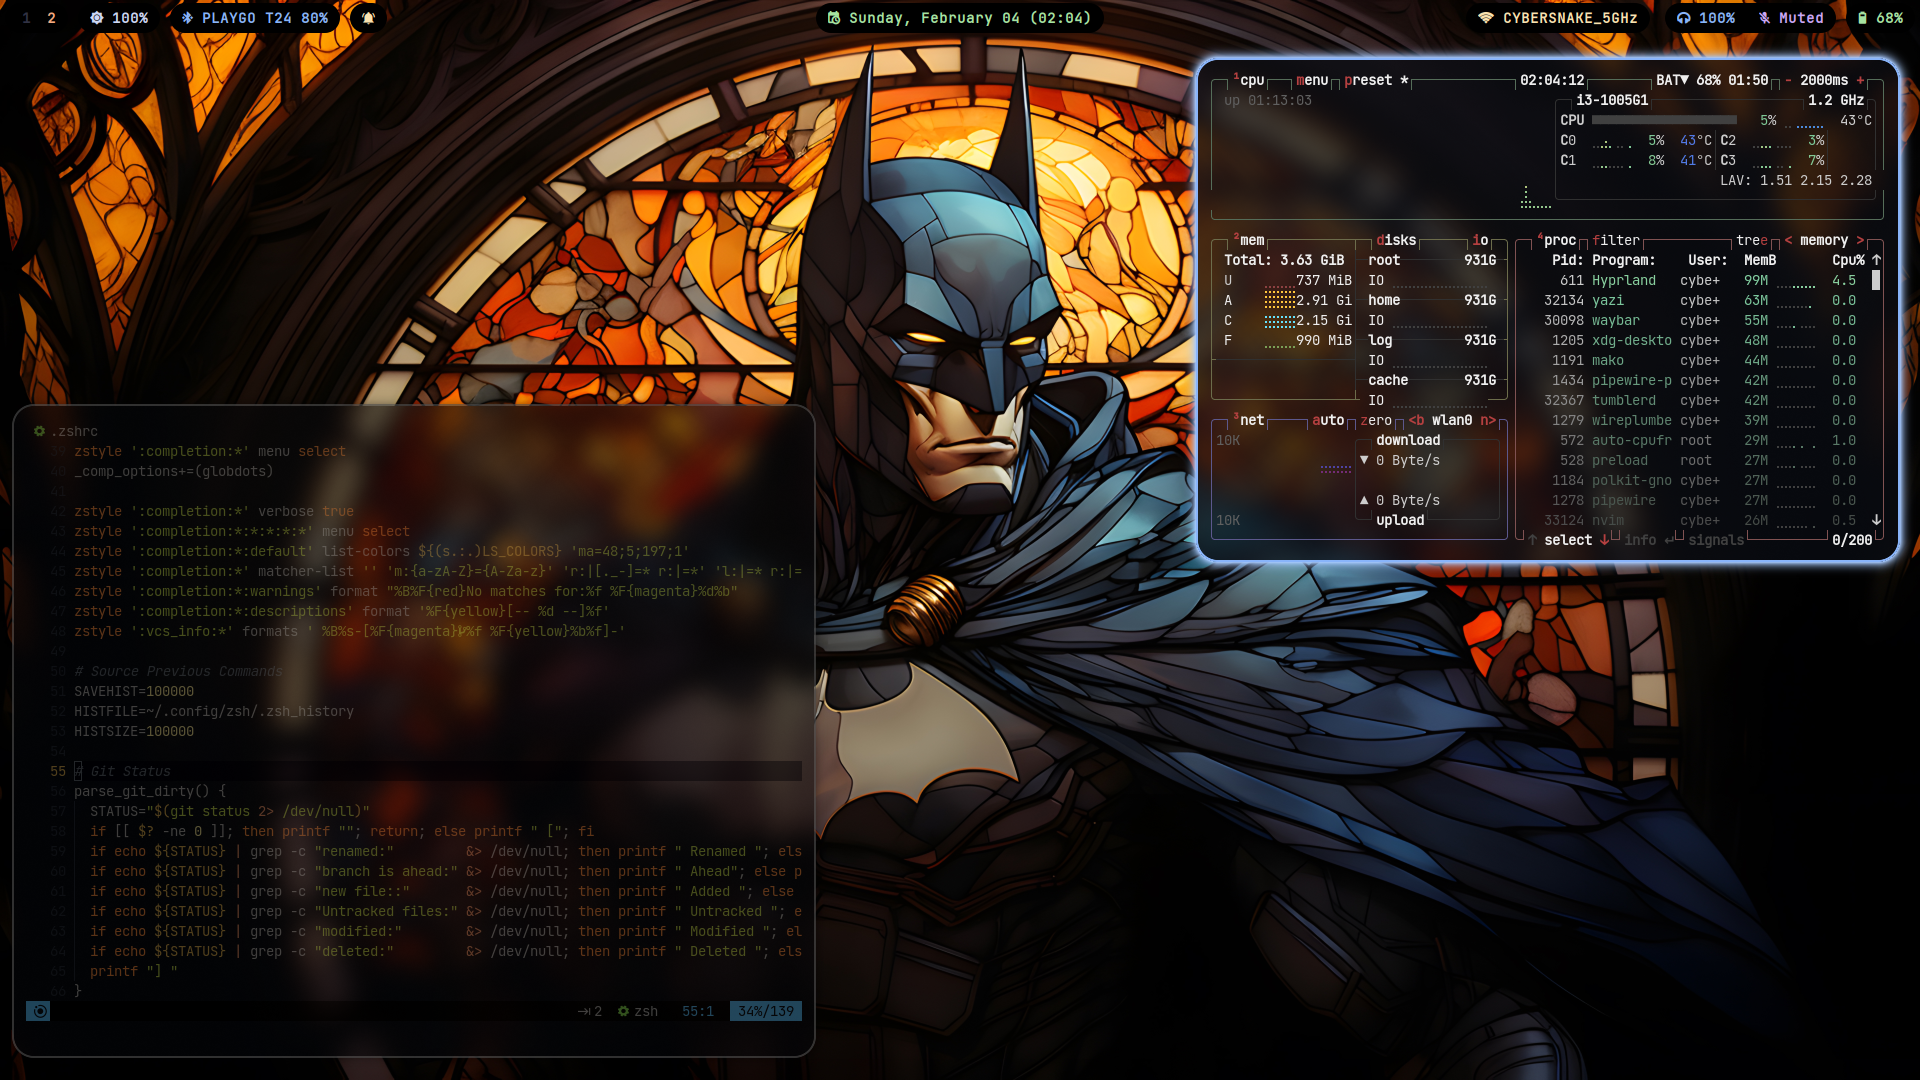 1 2 100% PLAYGO T24 80% Sunday, February 04 (02:04) CYBERSNAKE_5GHz 100% Muted 68%
1cpu menu preset * 02:04:12 BAT▼ 68% 01:50 - 2000ms +
up 01:13:03 i3-1005G1 1.2 GHz
CPU 5% 43°C
C0 5% 43°C C2 3%
C1 8% 41°C C3 7%
LAV: 1.51 2.15 2.28
2mem disks io
Total: 3.63 GiB root 931G
U 737 MiB IO
A 2.91 Gi home 931G
C 2.15 Gi IO
F 990 MiB log 931G
IO
cache 931G
IO
3net auto zero <b wlan0 n>
10K download
▼ 0 Byte/s
▲ 0 Byte/s
10K upload
4proc filter tree < memory >
Pid: Program: User: MemB Cpu% ↑
611 Hyprland cybe+ 99M 4.5
32134 yazi cybe+ 63M 0.0
30098 waybar cybe+ 55M 0.0
1205 xdg-deskto cybe+ 48M 0.0
1191 mako cybe+ 44M 0.0
1434 pipewire-p cybe+ 42M 0.0
32367 tumblerd cybe+ 42M 0.0
1279 wireplumbe cybe+ 39M 0.0
572 auto-cpufr root 29M 1.0
528 preload root 27M 0.0
1184 polkit-gno cybe+ 27M 0.0
1278 pipewire cybe+ 27M 0.0
33124 nvim cybe+ 26M 0.5 ↓
↑ select ↓ info ↵ signals 0/200
.zshrc
39 zstyle ':completion:*' menu select
40 _comp_options+=(globdots)
41
42 zstyle ':completion:*' verbose true
43 zstyle ':completion:*:*:*:*:*' menu select
44 zstyle ':completion:*:default' list-colors ${(s.:.)LS_COLORS} 'ma=48;5;197;1'
45 zstyle ':completion:*' matcher-list '' 'm:{a-zA-Z}={A-Za-z}' 'r:|[._-]=* r:|=*' 'l:|=* r:|=
46 zstyle ':completion:*:warnings' format "%B%F{red}No matches for:%f %F{magenta}%d%b"
47 zstyle ':completion:*:descriptions' format '%F{yellow}[-- %d --]%f'
48 zstyle ':vcs_info:*' formats ' %B%s-[%F{magenta}%f %F{yellow}%b%f]-'
49
50 # Source Previous Commands
51 SAVEHIST=100000
52 HISTFILE=~/.config/zsh/.zsh_history
53 HISTSIZE=100000
54
55 # Git Status
56 parse_git_dirty() {
57 STATUS="$(git status 2> /dev/null)"
58 if [[ $? -ne 0 ]]; then printf ""; return; else printf " ["; fi
59 if echo ${STATUS} | grep -c "renamed:" &> /dev/null; then printf " Renamed "; els
60 if echo ${STATUS} | grep -c "branch is ahead:" &> /dev/null; then printf " Ahead"; else p
61 if echo ${STATUS} | grep -c "new file::" &> /dev/null; then printf " Added "; else
62 if echo ${STATUS} | grep -c "Untracked files:" &> /dev/null; then printf " Untracked "; e
63 if echo ${STATUS} | grep -c "modified:" &> /dev/null; then printf " Modified "; el
64 if echo ${STATUS} | grep -c "deleted:" &> /dev/null; then printf " Deleted "; els
65 printf "] "
66 }
2 zsh 55:1 34%/139